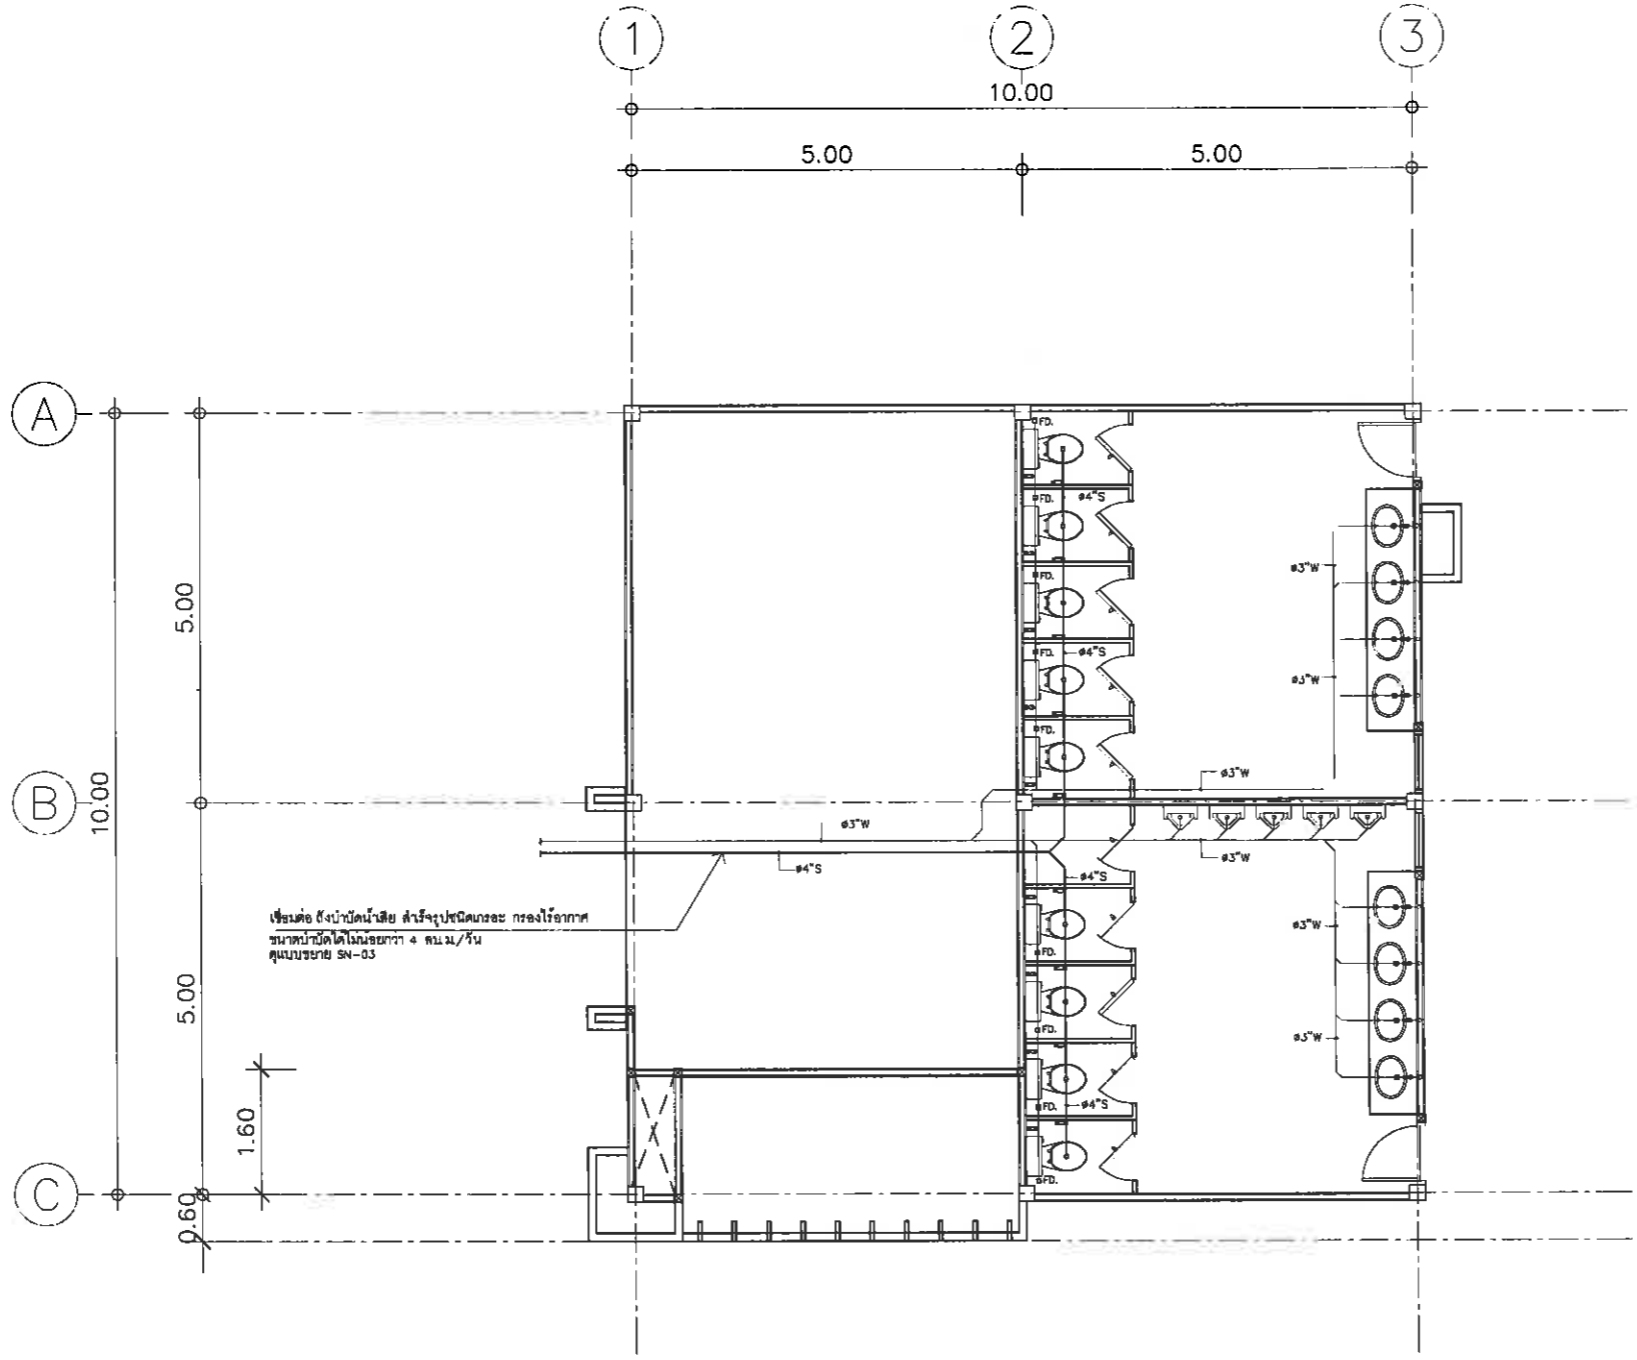 1
2
3
10.00
5.00
5.00
A
B
C
10.00
5.00
5.00
1.60
0.60
FD.
ø4"S
FD.
FD.
ø4"S
FD.
FD.
ø3"W
ø3"W
ø3"W
ø3"W
ø3"W
ø4"S
ø4"S
FD.
FD.
ø4"S
FD.
FD.
ø3"W
ø3"W
เชื่อมต่อ ถังบำบัดน้ำเสีย สำเร็จรูปชนิดเกรอะ กรองไร้อากาศ
ขนาดบำบัดได้ไม่น้อยกว่า 4 ลบ.ม/วัน
ดูแบบขยาย SN-03